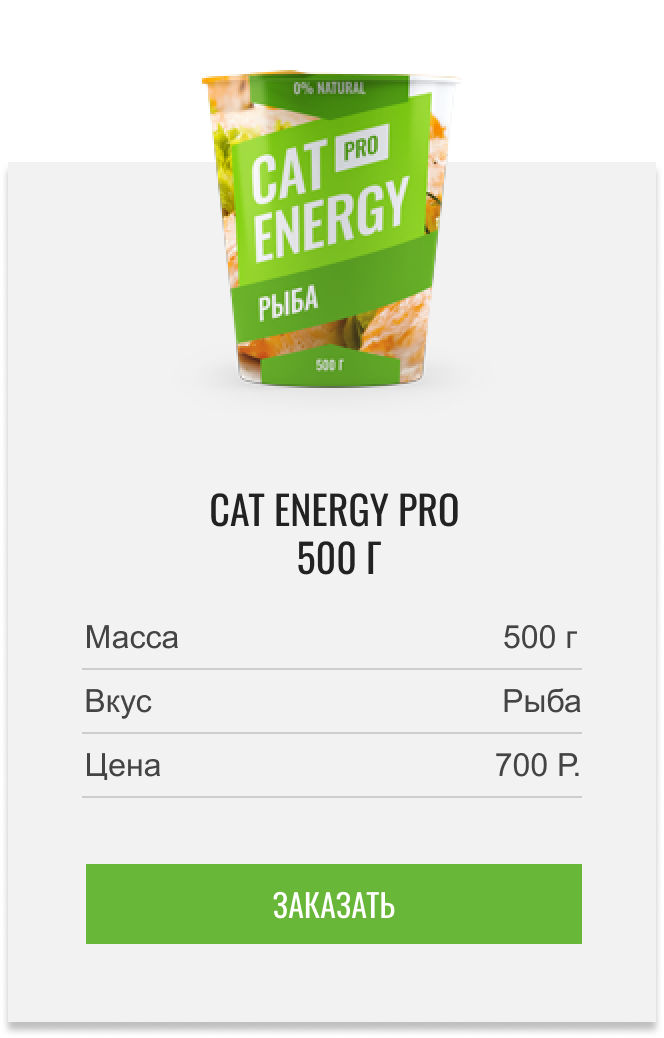 0% NATURAL
CAT PRO
ENERGY
РЫБА
500 Г
CAT ENERGY PRO
500 Г
Масса 500 г
Вкус Рыба
Цена 700 Р.
ЗАКАЗАТЬ